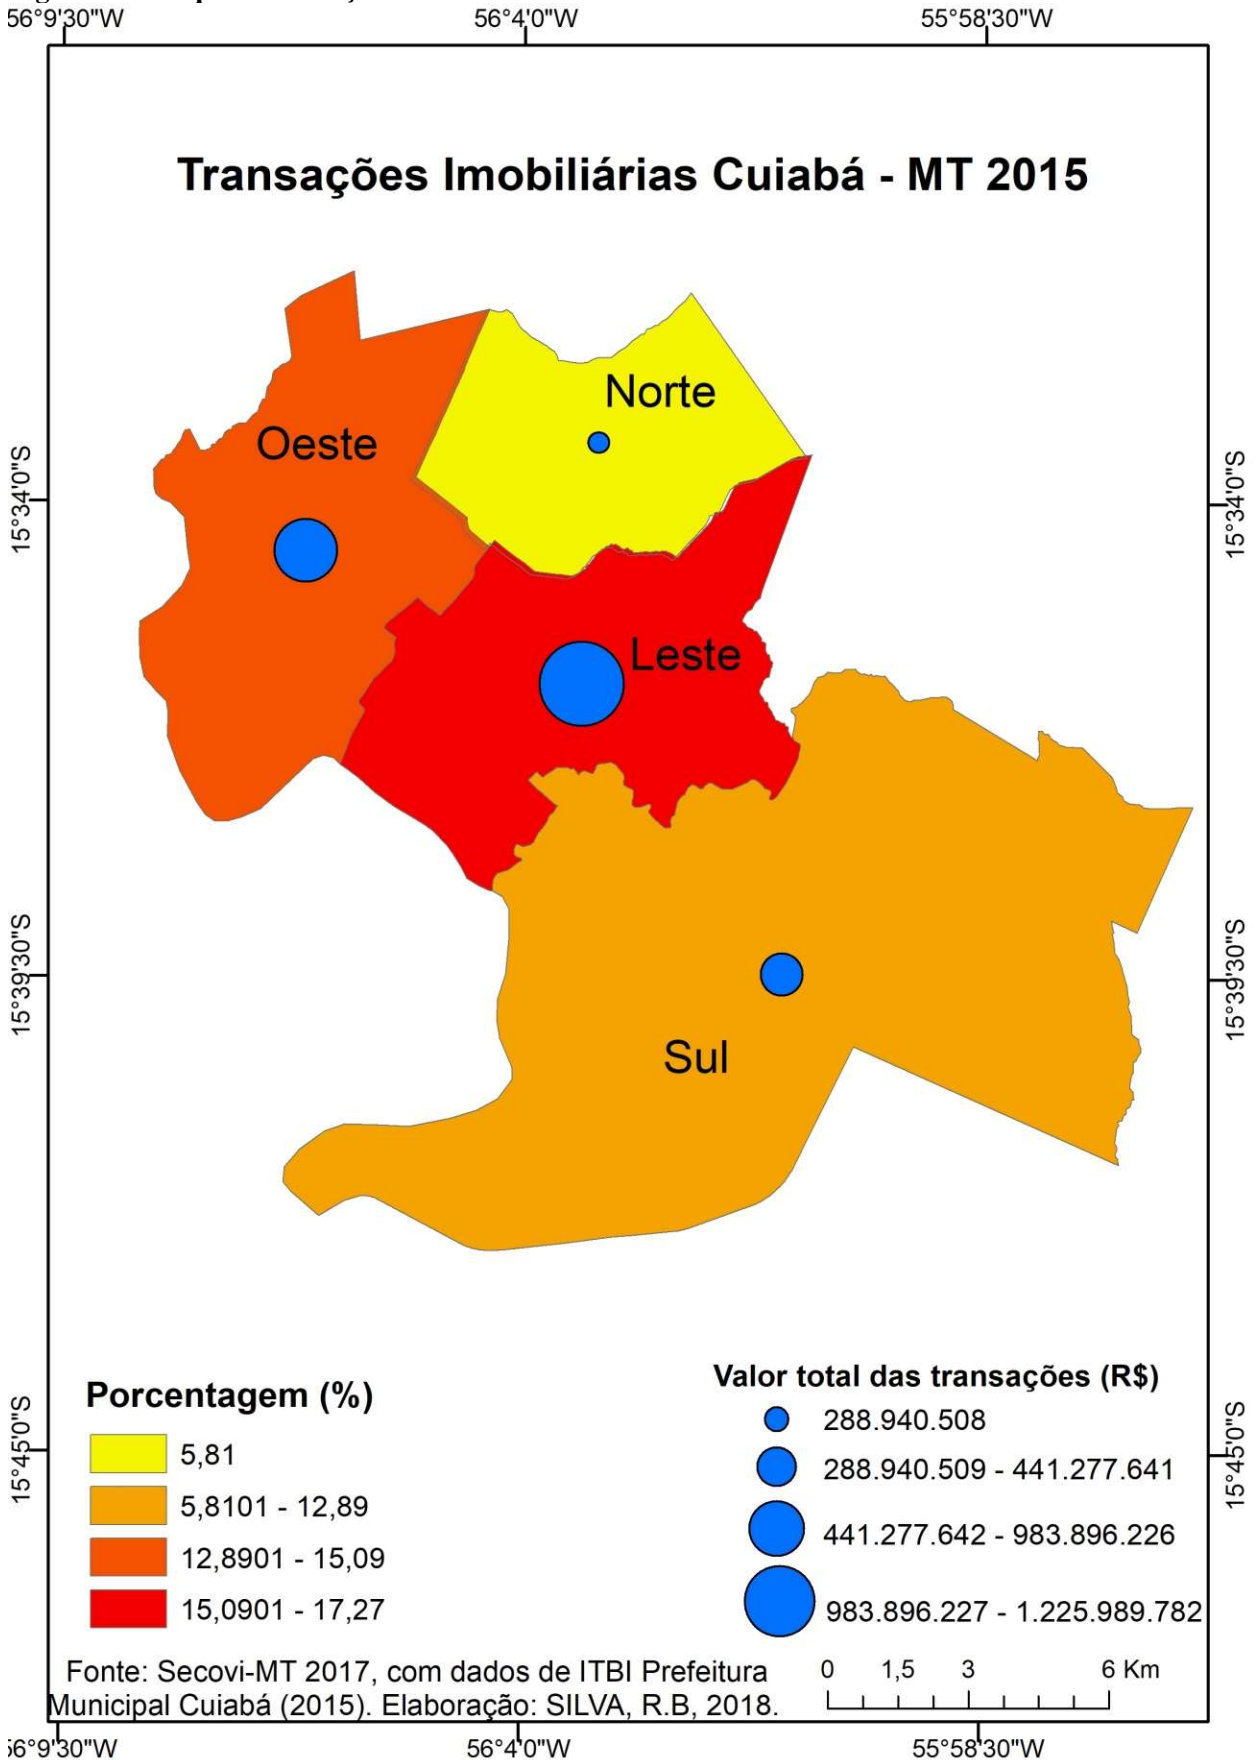 56°9'30"W 56°4'0"W 55°58'30"W
Transações Imobiliárias Cuiabá - MT 2015
Norte
Oeste
15°34'0"S 15°34'0"S
Leste
15°39'30"S 15°39'30"S
Sul
Porcentagem (%)
5,81
5,8101 - 12,89
12,8901 - 15,09
15,0901 - 17,27
Valor total das transações (R$)
288.940.508
288.940.509 - 441.277.641
441.277.642 - 983.896.226
983.896.227 - 1.225.989.782
15°45'0"S 15°45'0"S
Fonte: Secovi-MT 2017, com dados de ITBI Prefeitura
Municipal Cuiabá (2015). Elaboração: SILVA, R.B, 2018.
0 1,5 3 6 Km
56°9'30"W 56°4'0"W 55°58'30"W